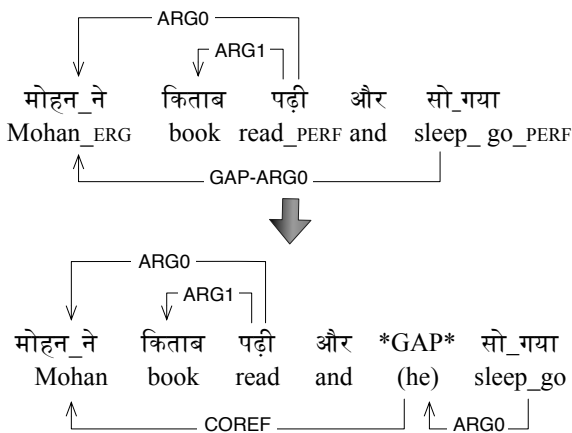 ARG0
ARG1
मोहन_ने किताब पढ़ी और सो_गया
Mohan_ERG book read_PERF and sleep_ go_PERF
GAP-ARG0
ARG0
ARG1
मोहन_ने किताब पढ़ी और *GAP* सो_गया
Mohan book read and (he) sleep_go
COREF ARG0